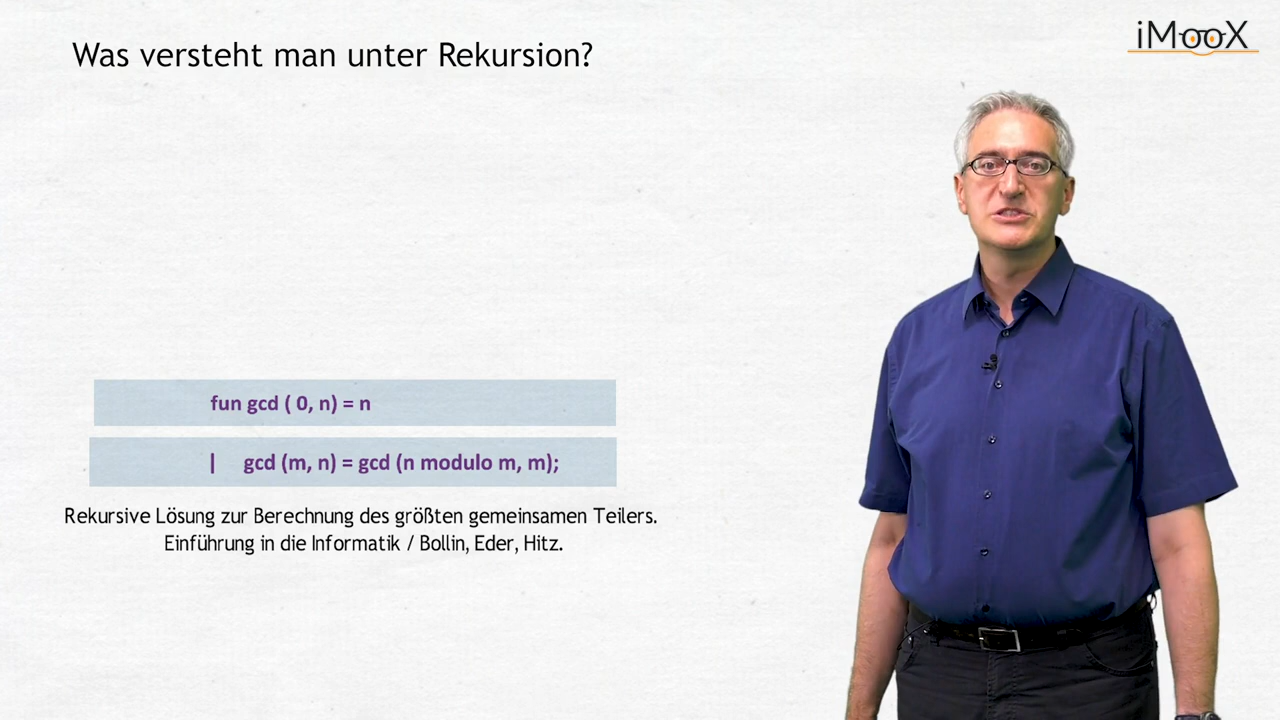 Was versteht man unter Rekursion?
iMooX
fun gcd ( 0, n) = n
| gcd (m, n) = gcd (n modulo m, m);
Rekursive Lösung zur Berechnung des größten gemeinsamen Teilers.
Einführung in die Informatik / Bollin, Eder, Hitz.